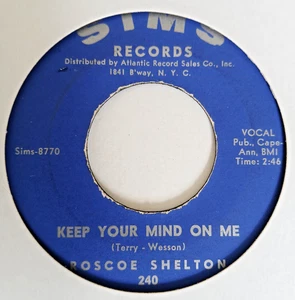 SIMS
RECORDS
Distributed by Atlantic Record Sales Co., Inc.
1841 B'way, N. Y. C.
Sims-8770
VOCAL
Pub., Cape-
Ann, BMI
Time: 2:46
KEEP YOUR MIND ON ME
(Terry - Wesson)
ROSCOE SHELTON
240